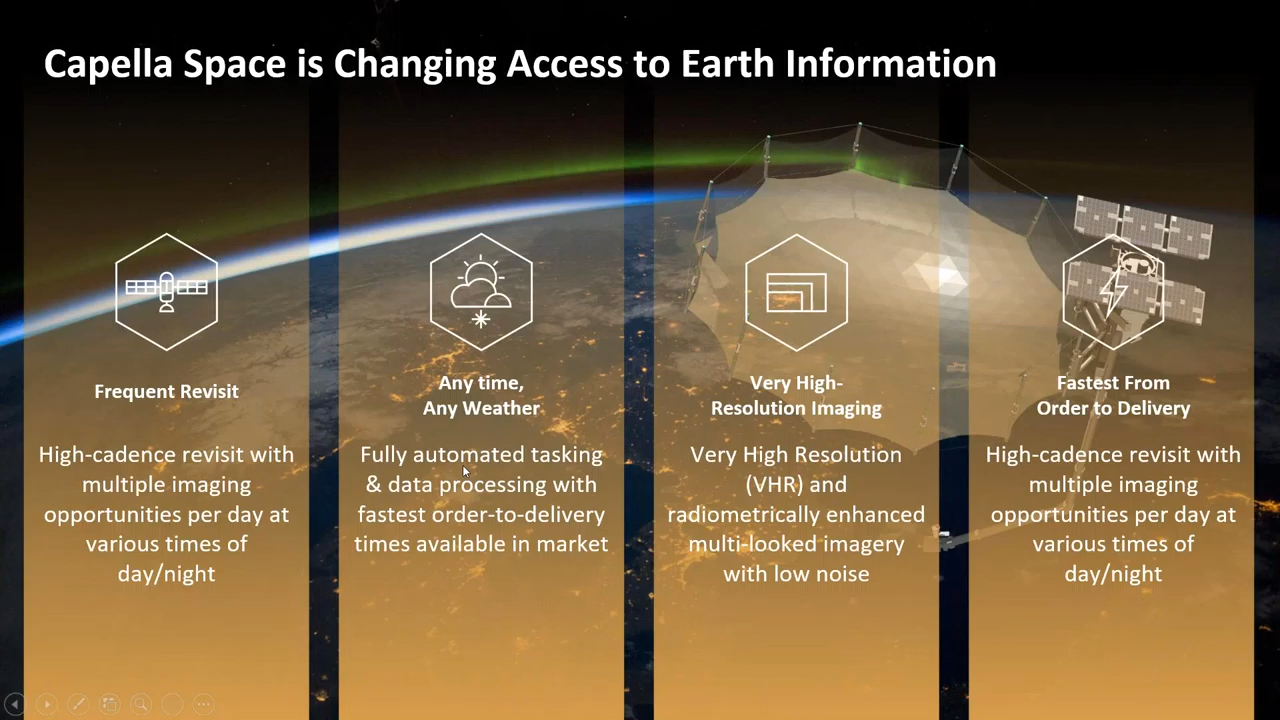 Capella Space is Changing Access to Earth Information
Frequent Revisit
High-cadence revisit with
multiple imaging
opportunities per day at
various times of
day/night
Any time,
Any Weather
Fully automated tasking
& data processing with
fastest order-to-delivery
times available in market
Very High-
Resolution Imaging
Very High Resolution
(VHR) and
radiometrically enhanced
multi-looked imagery
with low noise
Fastest From
Order to Delivery
High-cadence revisit with
multiple imaging
opportunities per day at
various times of
day/night